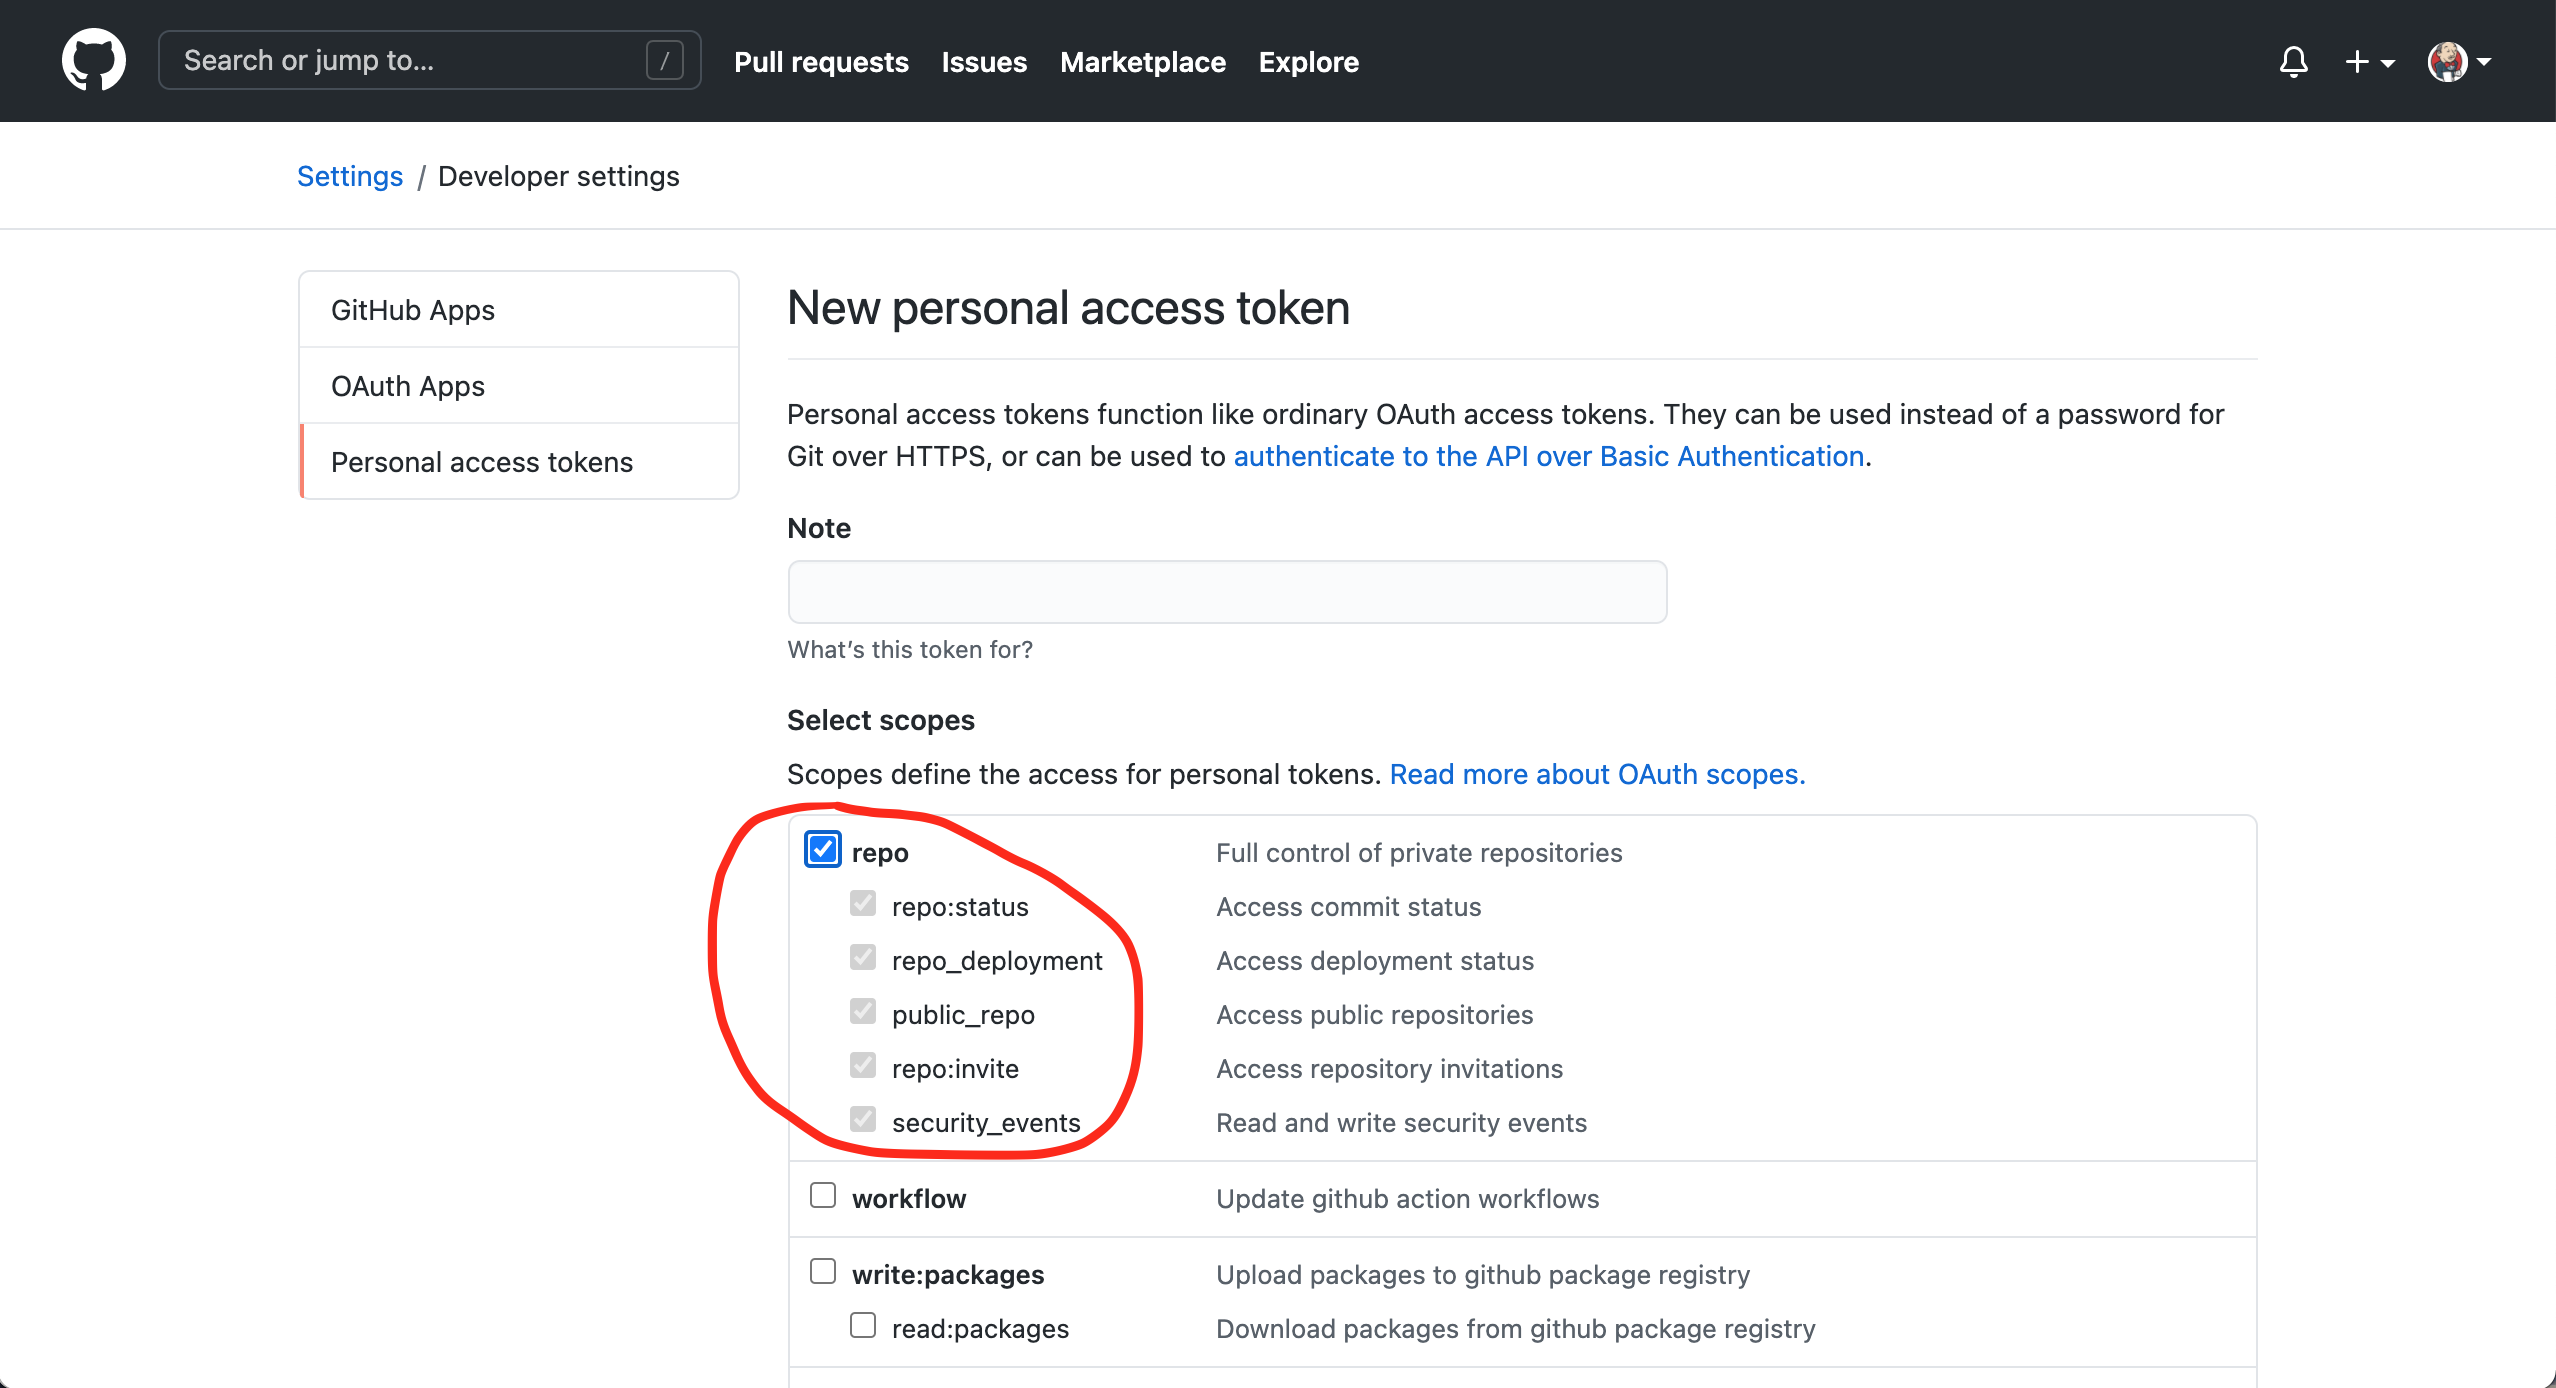 Search or jump to... /
Pull requests Issues Marketplace Explore
Settings / Developer settings
GitHub Apps
OAuth Apps
Personal access tokens
New personal access token
Personal access tokens function like ordinary OAuth access tokens. They can be used instead of a password for
Git over HTTPS, or can be used to authenticate to the API over Basic Authentication.
Note
What's this token for?
Select scopes
Scopes define the access for personal tokens. Read more about OAuth scopes.
repo Full control of private repositories
repo:status Access commit status
repo_deployment Access deployment status
public_repo Access public repositories
repo:invite Access repository invitations
security_events Read and write security events
workflow Update github action workflows
write:packages Upload packages to github package registry
read:packages Download packages from github package registry